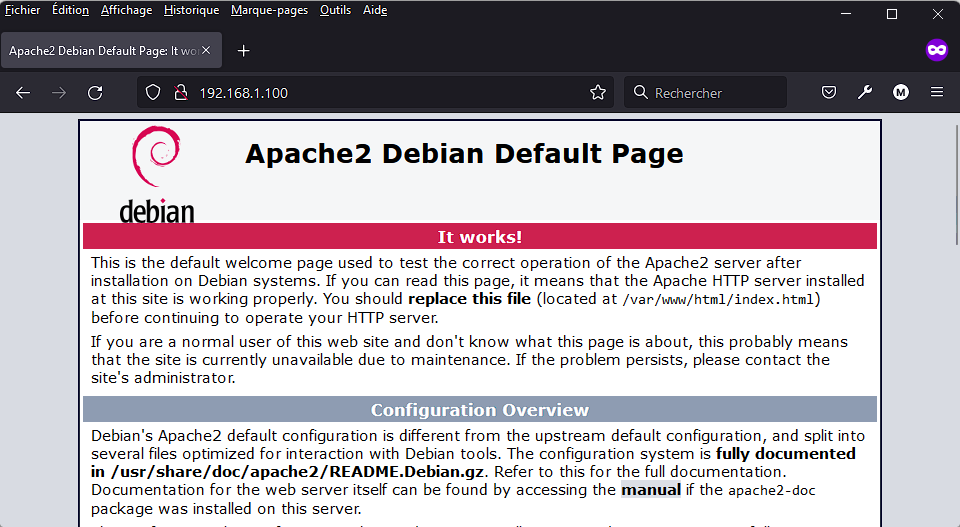 Fichier Édition Affichage Historique Marque-pages Outils Aide
Apache2 Debian Default Page: It wo
192.168.1.100
Rechercher
M
debian
Apache2 Debian Default Page
It works!
This is the default welcome page used to test the correct operation of the Apache2 server after
installation on Debian systems. If you can read this page, it means that the Apache HTTP server installed
at this site is working properly. You should replace this file (located at /var/www/html/index.html)
before continuing to operate your HTTP server.
If you are a normal user of this web site and don't know what this page is about, this probably means
that the site is currently unavailable due to maintenance. If the problem persists, please contact the
site's administrator.
Configuration Overview
Debian's Apache2 default configuration is different from the upstream default configuration, and split into
several files optimized for interaction with Debian tools. The configuration system is fully documented
in /usr/share/doc/apache2/README.Debian.gz. Refer to this for the full documentation.
Documentation for the web server itself can be found by accessing the manual if the apache2-doc
package was installed on this server.